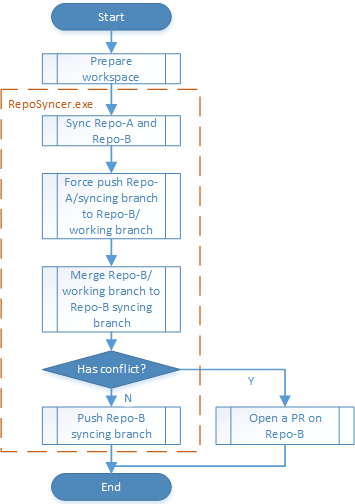 Start
Prepare
workspace
RepoSyncer.exe
Sync Repo-A and
Repo-B
Force push Repo-
A/syncing branch
to Repo-B/
working branch
Merge Repo-B/
working branch to
Repo-B syncing
branch
Has conflict?
Y
N
Push Repo-B
syncing branch
Open a PR on
Repo-B
End